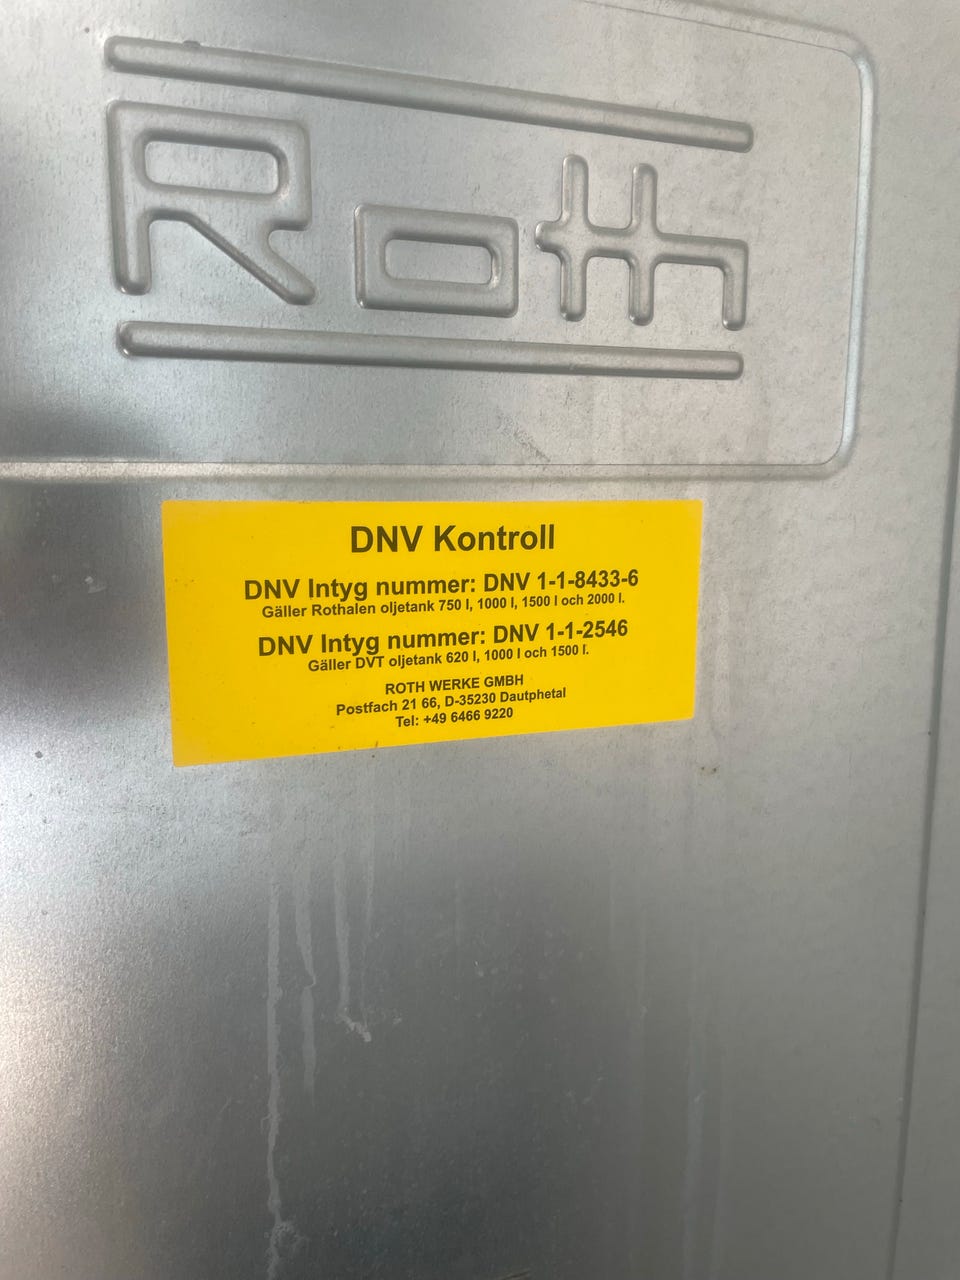 Roth
DNV Kontroll
DNV Intyg nummer: DNV 1-1-8433-6
Gäller Rothalen oljetank 750 l, 1000 l, 1500 l och 2000 l.
DNV Intyg nummer: DNV 1-1-2546
Gäller DVT oljetank 620 l, 1000 l och 1500 l.
ROTH WERKE GMBH
Postfach 21 66, D-35230 Dautphetal
Tel: +49 6466 9220